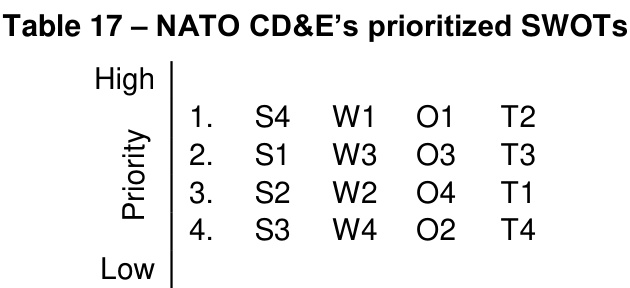 Table 17 – NATO CD&E's prioritized SWOTs
High
Priority
1. S4 W1 O1 T2
2. S1 W3 O3 T3
3. S2 W2 O4 T1
4. S3 W4 O2 T4
Low